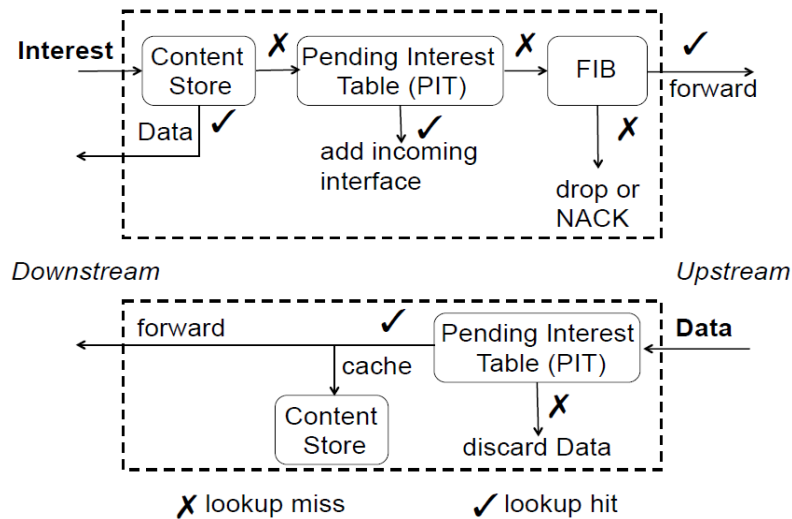 Interest
Content
Store
Pending Interest
Table (PIT)
FIB
forward
Data
add incoming
interface
drop or
NACK
Downstream
Upstream
forward
Pending Interest
Table (PIT)
Data
cache
Content
Store
discard Data
✗ lookup miss
✓ lookup hit